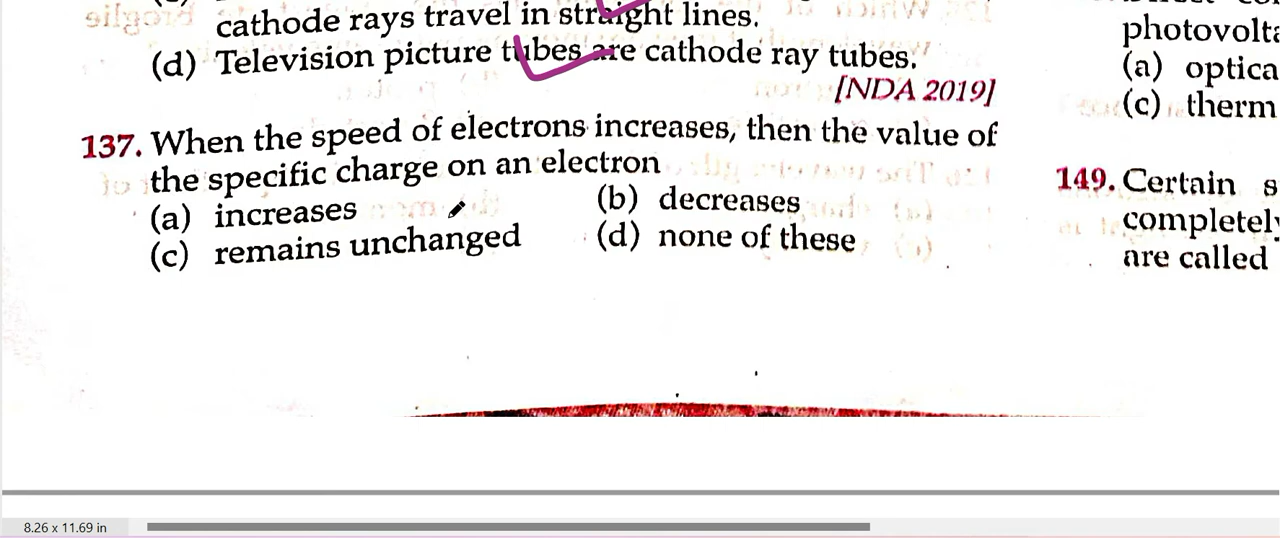 cathode rays travel in straight lines.
(d) Television picture tubes are cathode ray tubes.
[NDA 2019]
137. When the speed of electrons increases, then the value of
the specific charge on an electron
(a) increases (b) decreases
(c) remains unchanged (d) none of these
photovolta
(a) optica
(c) therm
149. Certain s
completely
are called
8.26 x 11.69 in